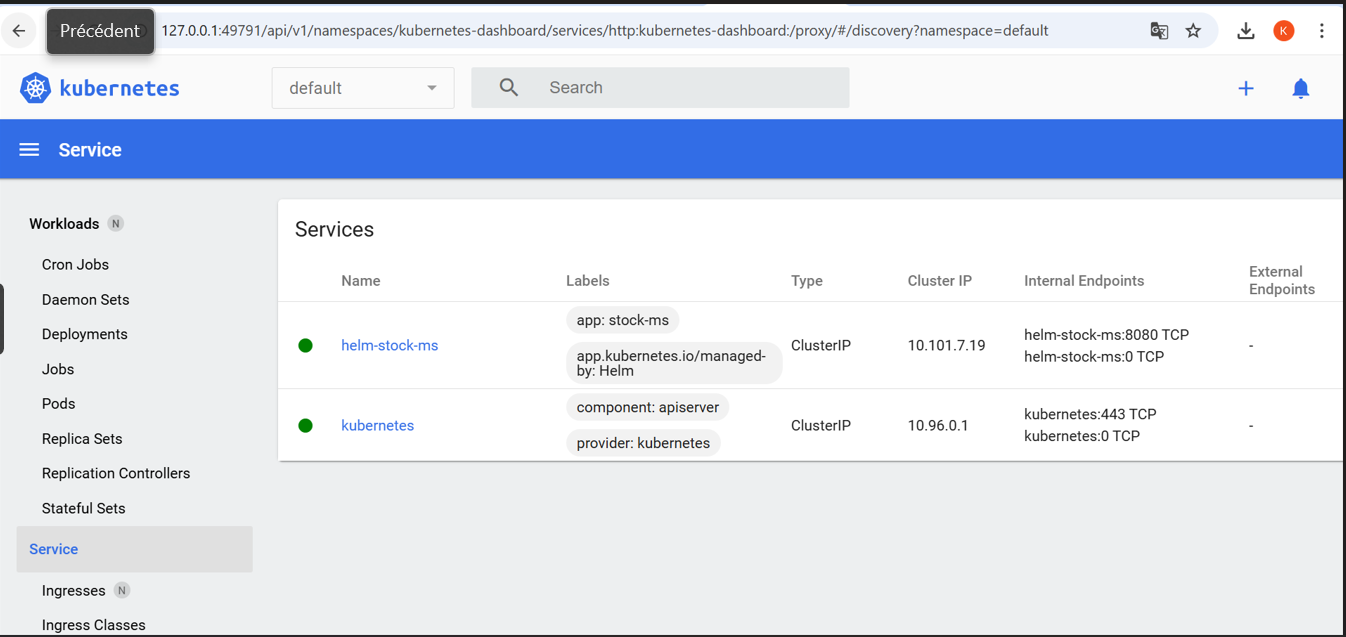 Précédent
127.0.0.1:49791/api/v1/namespaces/kubernetes-dashboard/services/http:kubernetes-dashboard:/proxy/#/discovery?namespace=default
K
kubernetes
default
Search
Service
Workloads N
Cron Jobs
Daemon Sets
Deployments
Jobs
Pods
Replica Sets
Replication Controllers
Stateful Sets
Service
Ingresses N
Ingress Classes
Services
Name Labels Type Cluster IP Internal Endpoints External
Endpoints
helm-stock-ms
app: stock-ms
app.kubernetes.io/managed-
by: Helm
ClusterIP
10.101.7.19
helm-stock-ms:8080 TCP
helm-stock-ms:0 TCP
-
kubernetes
component: apiserver
provider: kubernetes
ClusterIP
10.96.0.1
kubernetes:443 TCP
kubernetes:0 TCP
-